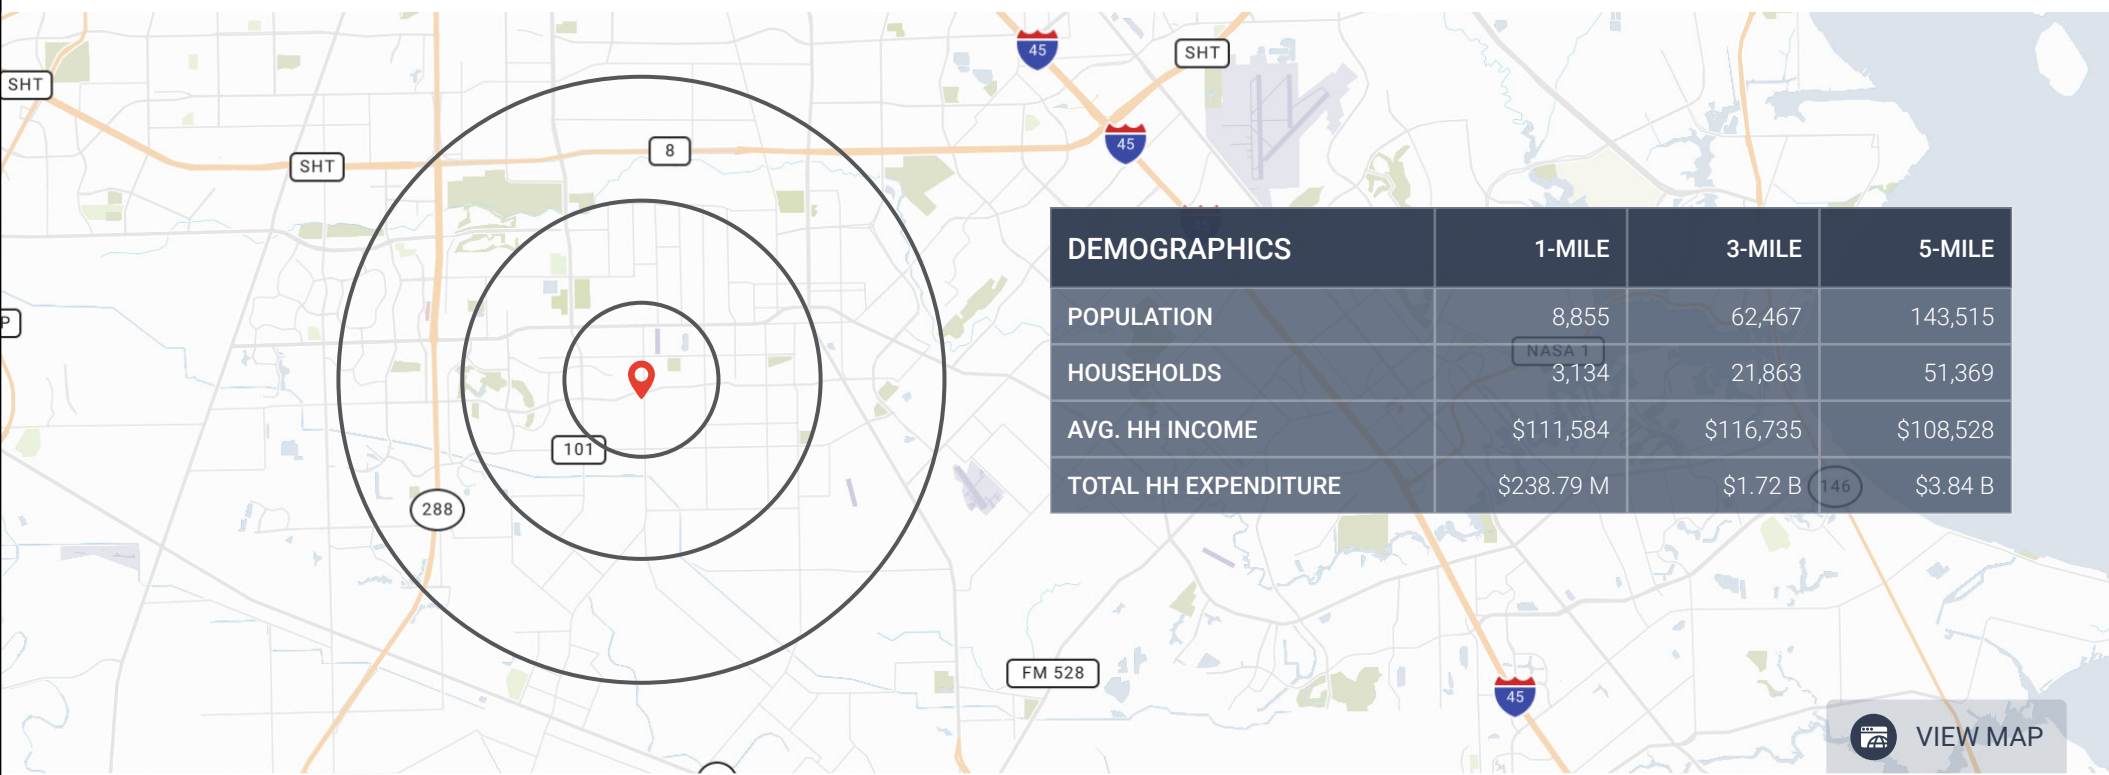 45
SHT
SHT
45
8
SHT
45
DEMOGRAPHICS 1-MILE 3-MILE 5-MILE
POPULATION 8,855 62,467 143,515
P
NASA 1
HOUSEHOLDS 3,134 21,863 51,369
AVG. HH INCOME $111,584 $116,735 $108,528
101
TOTAL HH EXPENDITURE $238.79 M $1.72 B $3.84 B
146
288
FM 528
45
VIEW MAP